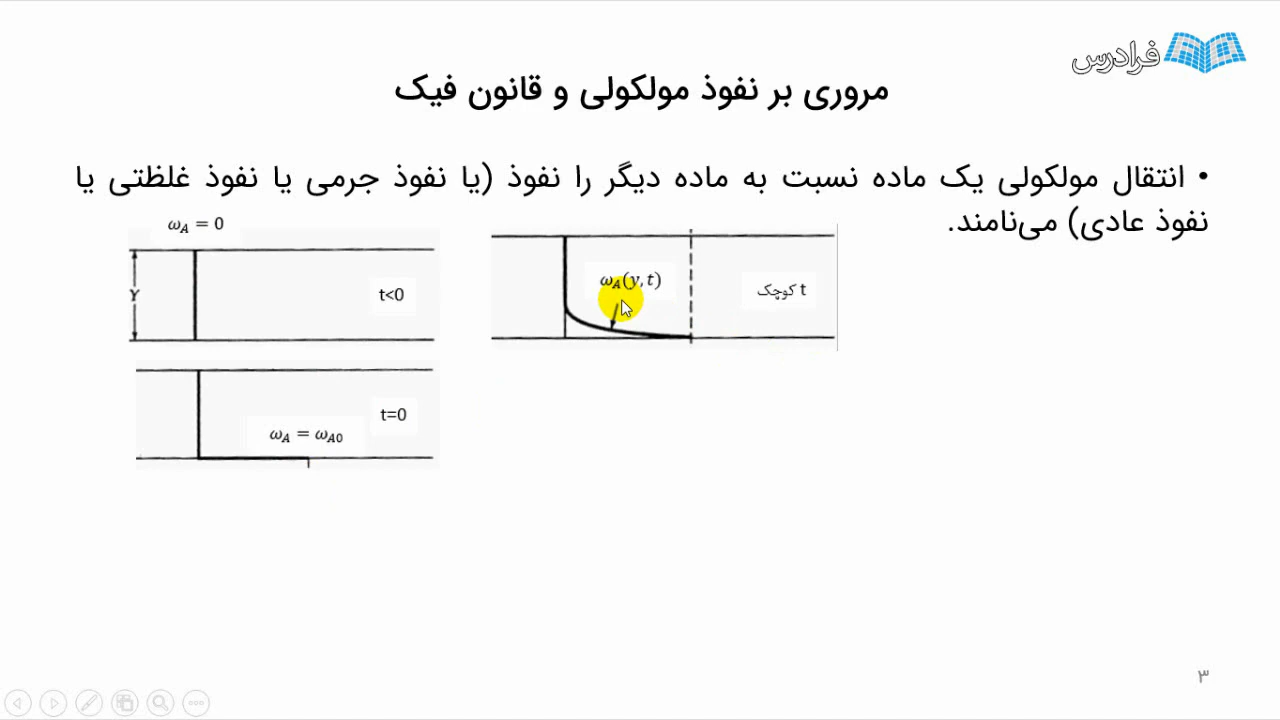 فرادرس
مروری بر نفوذ مولکولی و قانون فیک
• انتقال مولکولی یک ماده نسبت به ماده دیگر را نفوذ (یا نفوذ جرمی یا نفوذ غلظتی یا
نفوذ عادی) می‌نامند.
ω_A = 0
Y
t<0
ω_A(y, t)
t کوچک
t=0
ω_A = ω_A0
۳